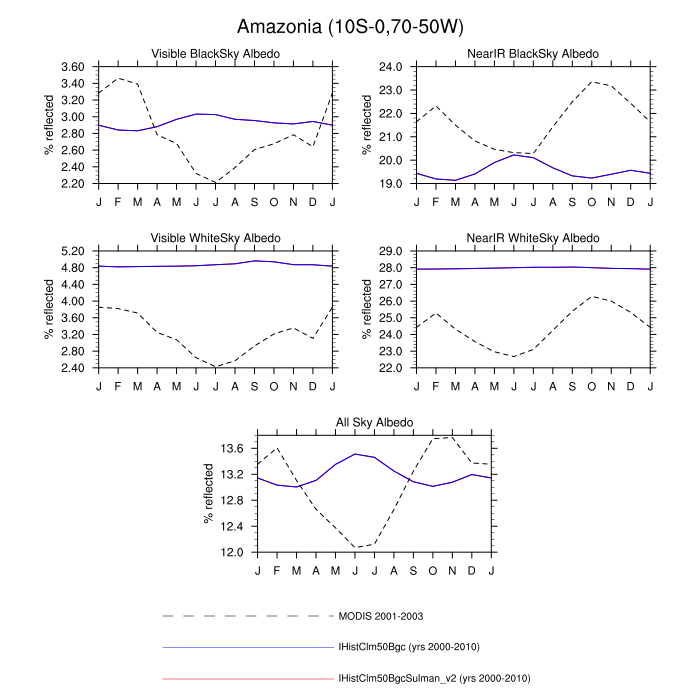 Amazonia (10S-0,70-50W)
Visible BlackSky Albedo
% reflected
3.60
3.40
3.20
3.00
2.80
2.60
2.40
2.20
J F M A M J J A S O N D J
NearIR BlackSky Albedo
% reflected
24.0
23.0
22.0
21.0
20.0
19.0
J F M A M J J A S O N D J
Visible WhiteSky Albedo
% reflected
5.20
4.80
4.40
4.00
3.60
3.20
2.80
2.40
J F M A M J J A S O N D J
NearIR WhiteSky Albedo
% reflected
29.0
28.0
27.0
26.0
25.0
24.0
23.0
22.0
J F M A M J J A S O N D J
All Sky Albedo
% reflected
13.6
13.2
12.8
12.4
12.0
J F M A M J J A S O N D J
MODIS 2001-2003
IHistClm50Bgc (yrs 2000-2010)
IHistClm50BgcSulman_v2 (yrs 2000-2010)